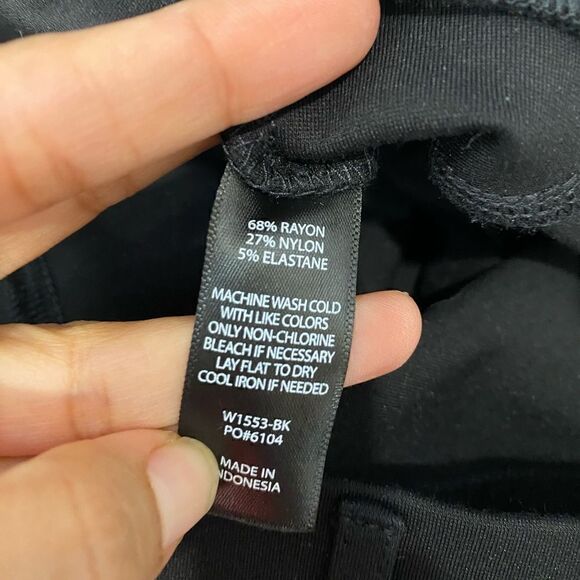 68% RAYON
27% NYLON
5% ELASTANE
MACHINE WASH COLD
WITH LIKE COLORS
ONLY NON-CHLORINE
BLEACH IF NECESSARY
LAY FLAT TO DRY
COOL IRON IF NEEDED
W1553-BK
PO#6104
MADE IN
INDONESIA